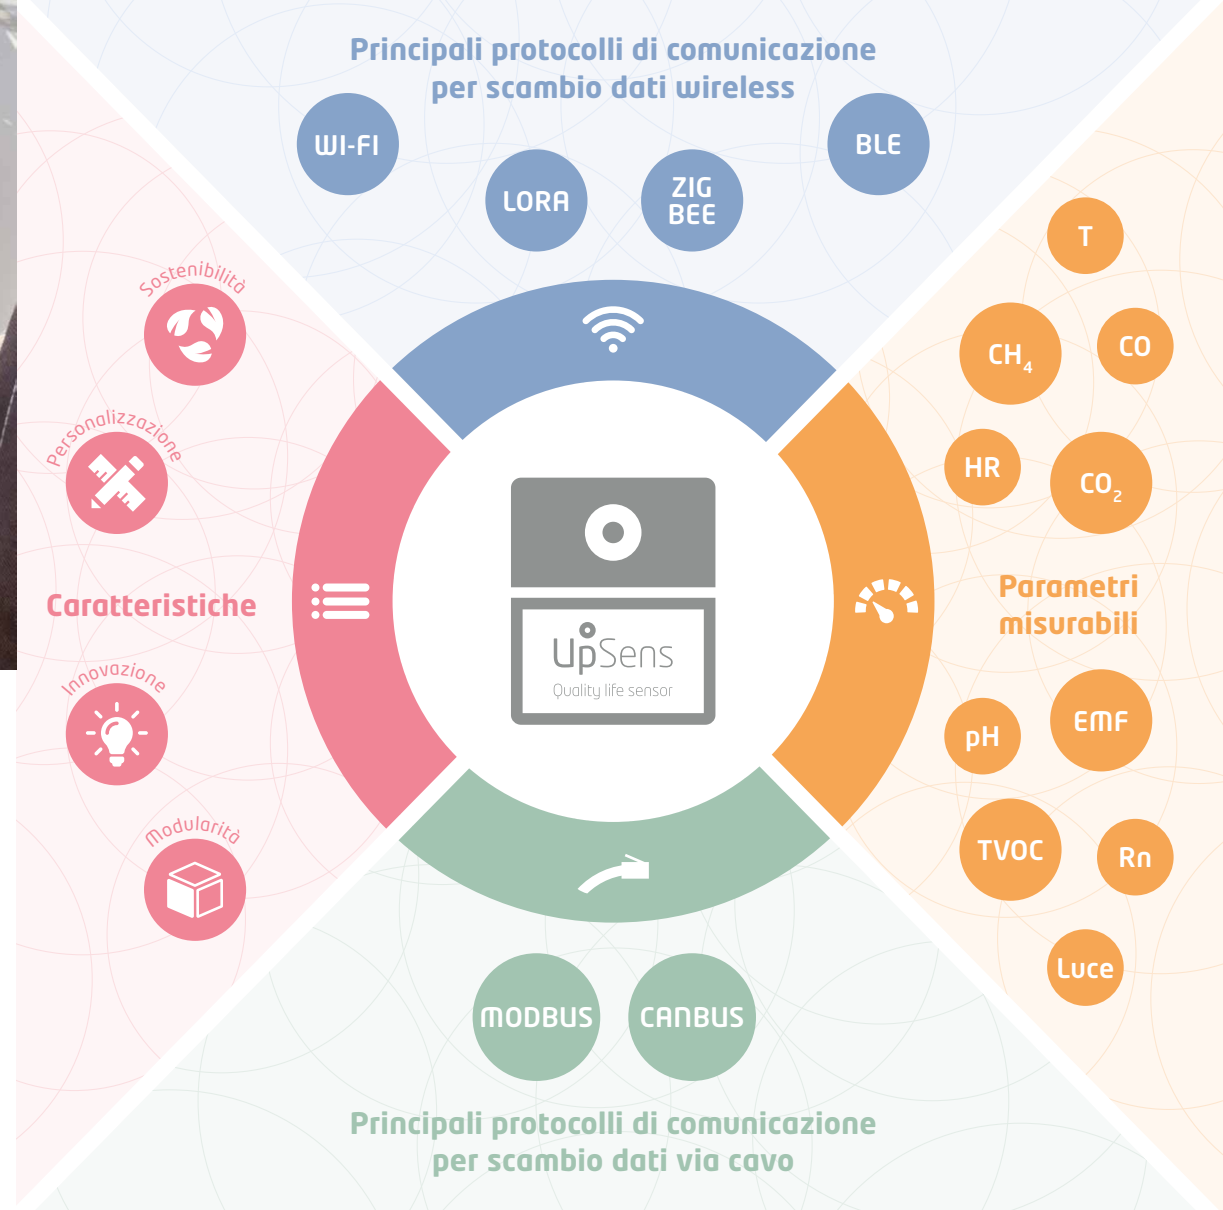 Principali protocolli di comunicazione
per scambio dati wireless
WI-FI
LORA
ZIG
BEE
BLE
Sostenibilità
Personalizzazione
Caratteristiche
Innovazione
Modularità
UpSens
Quality life sensor
T
CH₄
CO
HR
CO₂
Parametri
misurabili
pH
EMF
TVOC
Rn
Luce
MODBUS
CANBUS
Principali protocolli di comunicazione
per scambio dati via cavo